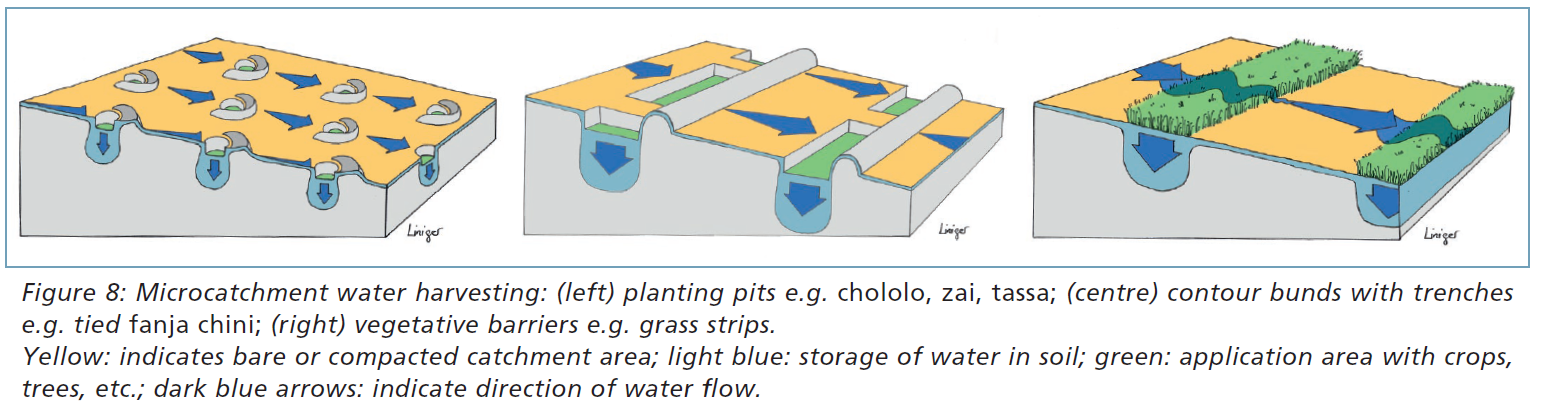 Liniger
Liniger
Liniger
Figure 8: Microcatchment water harvesting: (left) planting pits e.g. chololo, zai, tassa; (centre) contour bunds with trenches
e.g. tied fanja chini; (right) vegetative barriers e.g. grass strips.
Yellow: indicates bare or compacted catchment area; light blue: storage of water in soil; green: application area with crops,
trees, etc.; dark blue arrows: indicate direction of water flow.